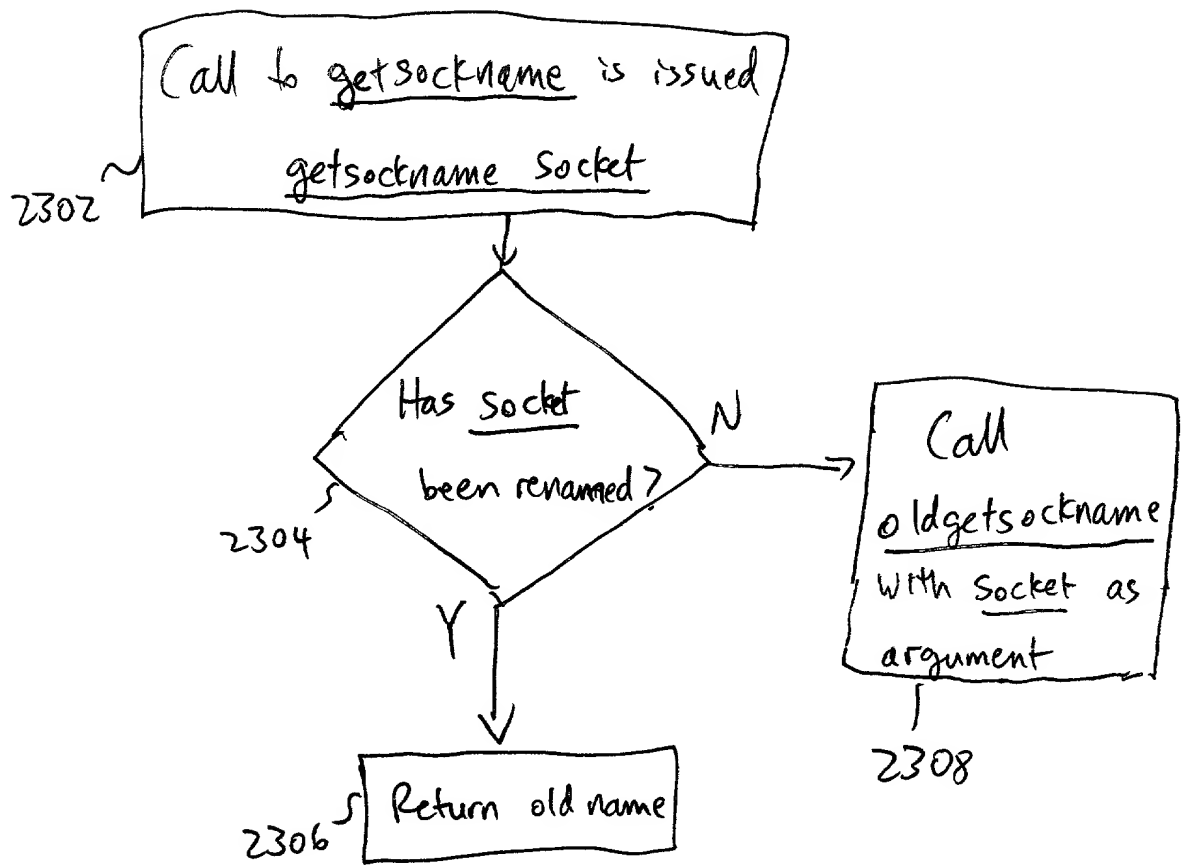 Call to getsockname is issued
getsockname socket
2302
Has socket
been renamed?
2304
N
Y
Call
oldgetsockname
with socket as
argument
2308
Return old name
2306